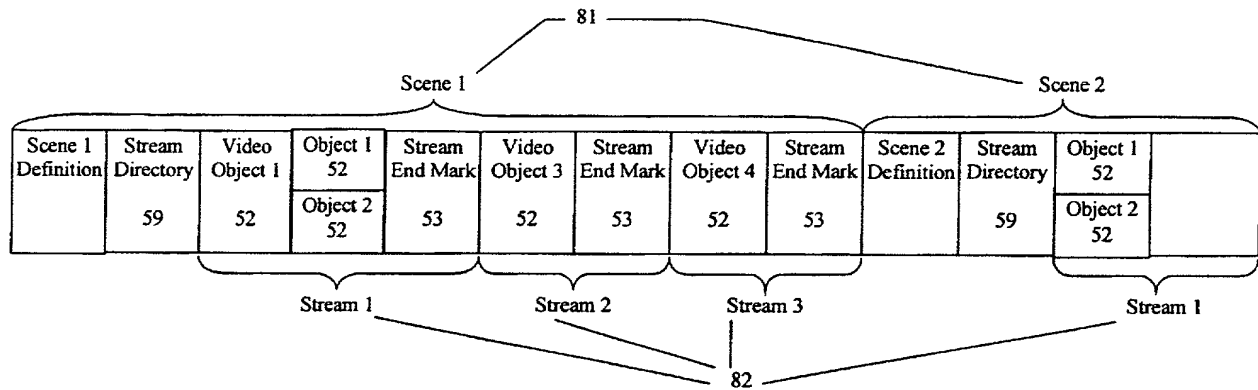 81
Scene 1
Scene 2
Scene 1
Definition
Stream
Directory
59
Video
Object 1
52
Object 1
52
Object 2
52
Stream
End Mark
53
Video
Object 3
52
Stream
End Mark
53
Video
Object 4
52
Stream
End Mark
53
Scene 2
Definition
Stream
Directory
59
Object 1
52
Object 2
52
Stream 1
Stream 2
Stream 3
Stream 1
82